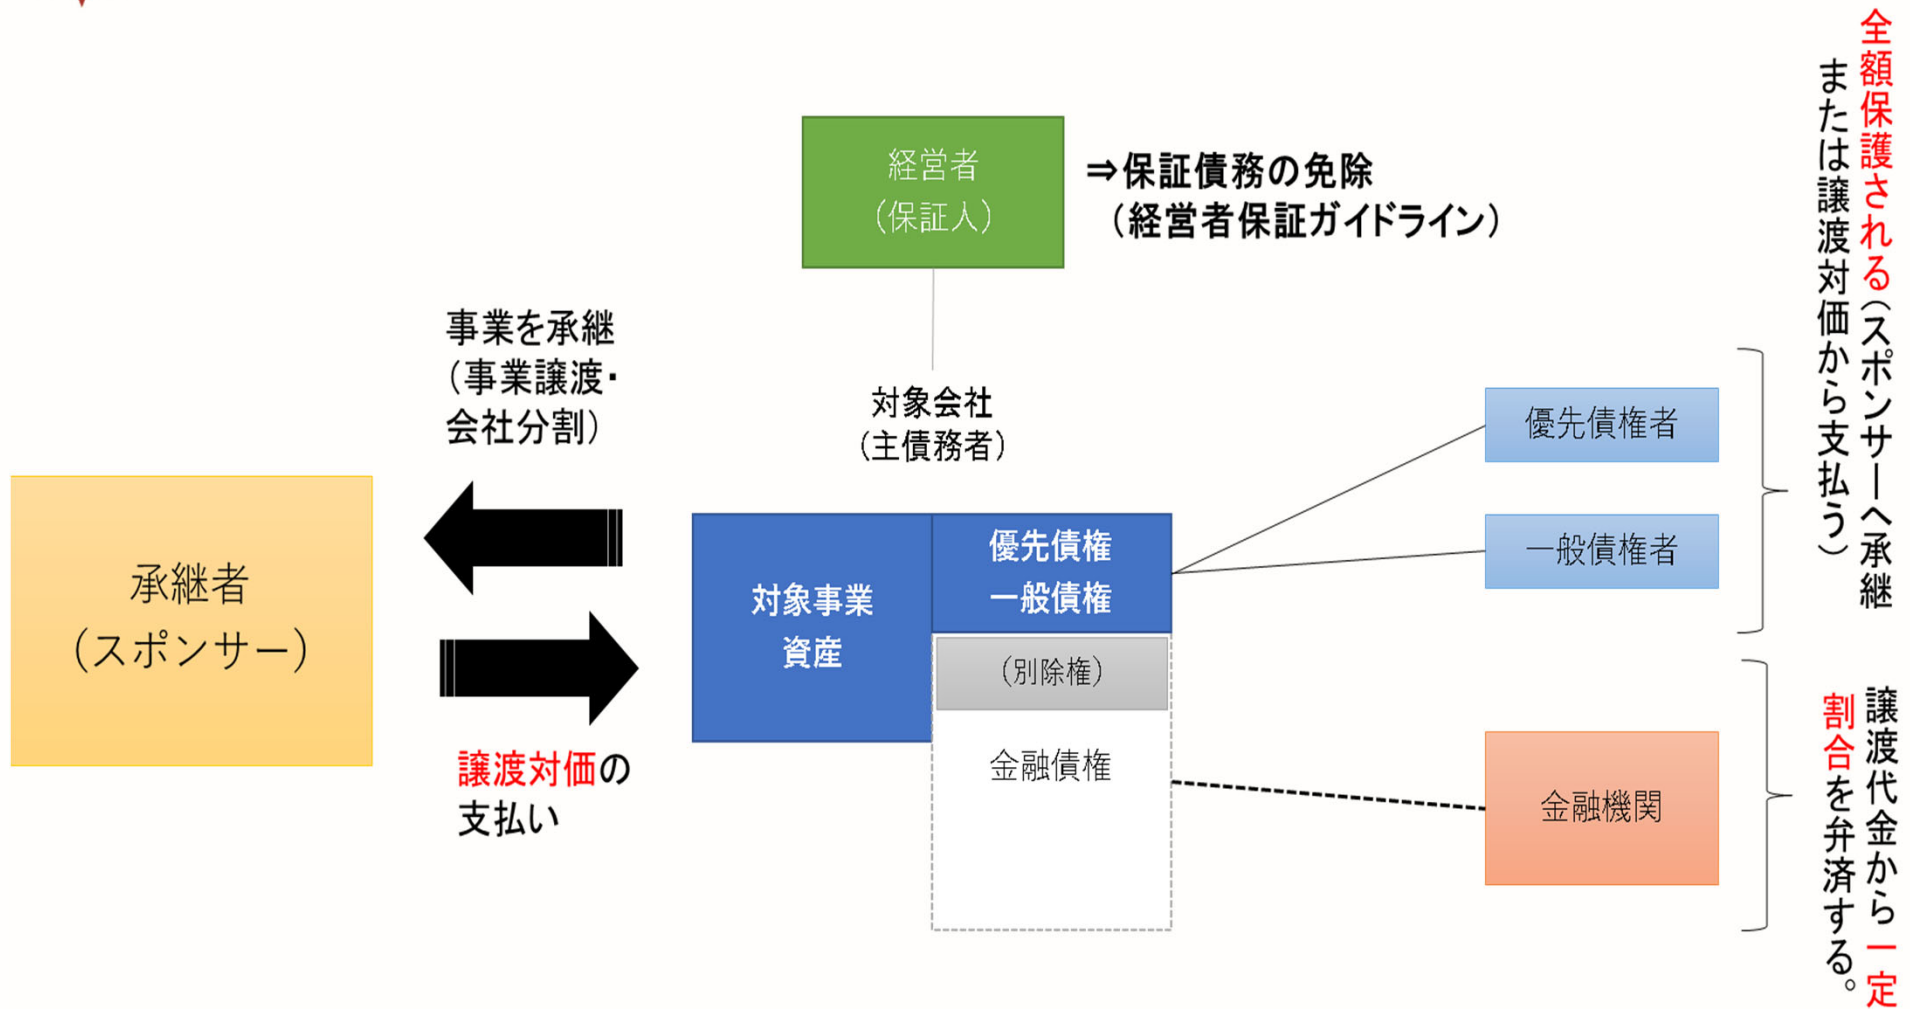 経営者
（保証人）
⇒保証債務の免除
（経営者保証ガイドライン）
事業を承継
（事業譲渡・
会社分割）
対象会社
（主債務者）
承継者
（スポンサー）
譲渡対価の
支払い
対象事業
資産
優先債権
一般債権
（別除権）
金融債権
優先債権者
一般債権者
金融機関
全額保護される（スポンサーへ承継
または譲渡対価から支払う）
譲渡代金から一定
割合を弁済する。